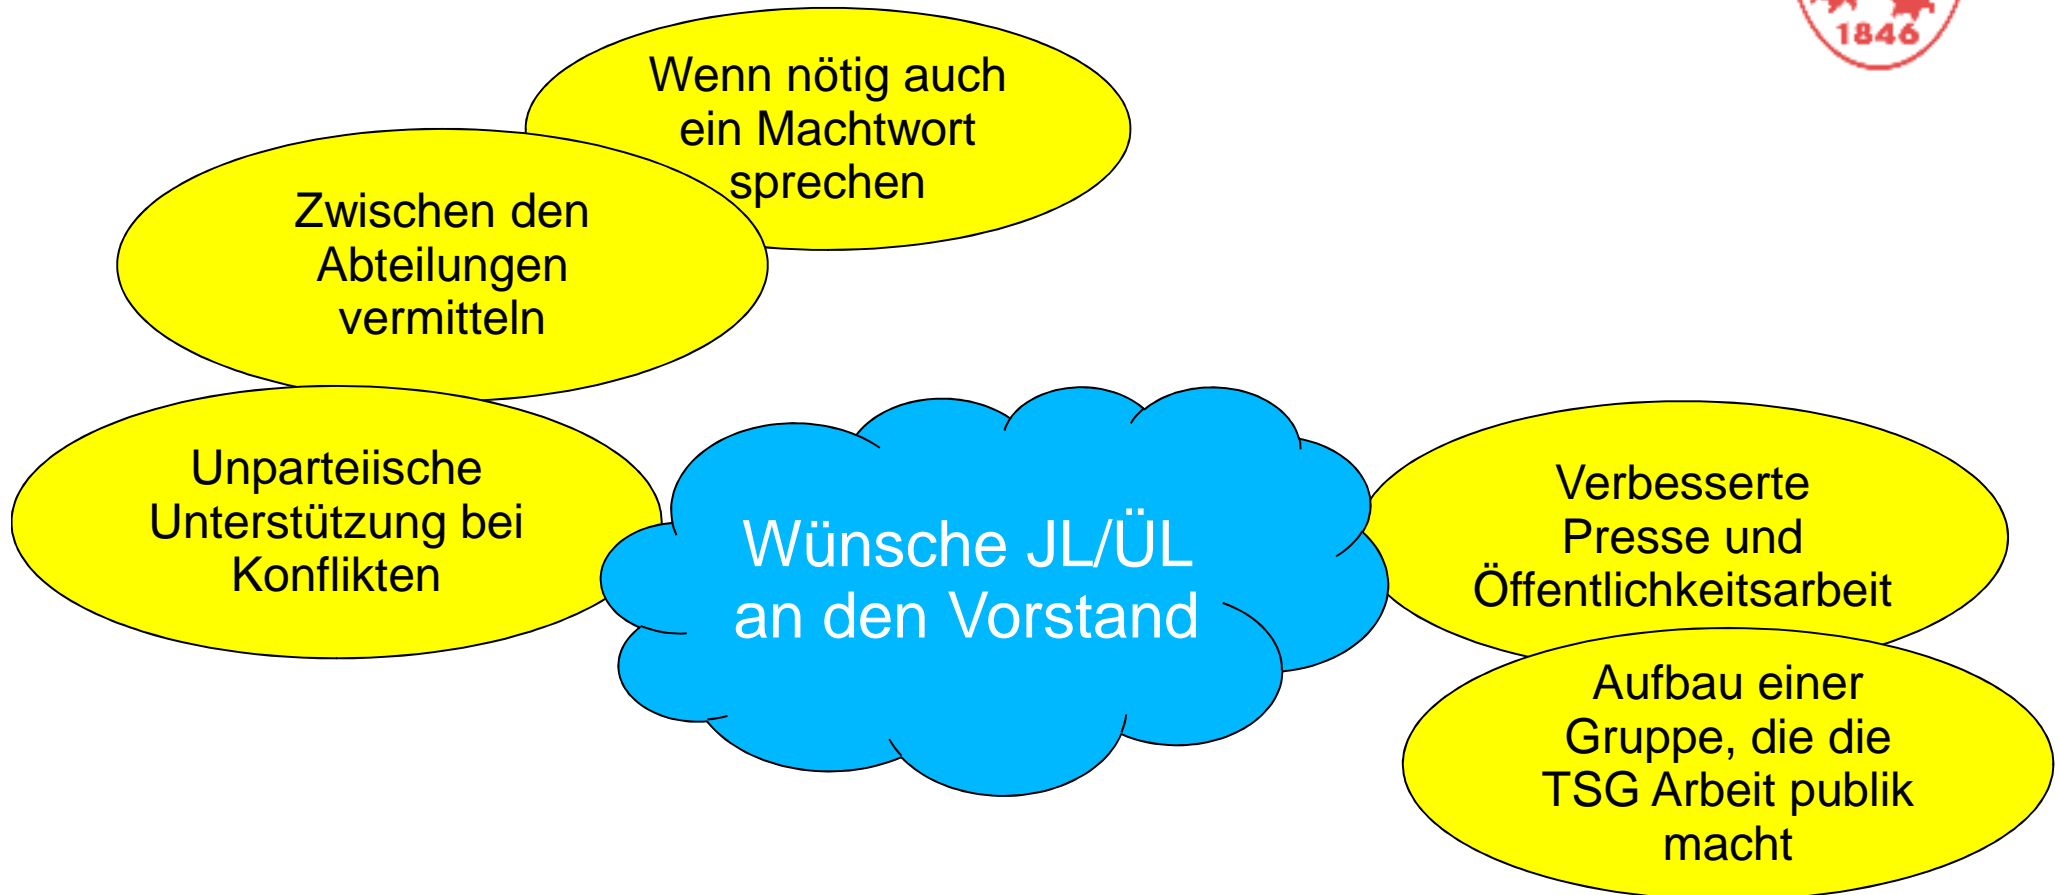 1846
Wenn nötig auch
ein Machtwort
sprechen
Zwischen den
Abteilungen
vermitteln
Unparteiische
Unterstützung bei
Konflikten
Wünsche JL/ÜL
an den Vorstand
Verbesserte
Presse und
Öffentlichkeitsarbeit
Aufbau einer
Gruppe, die die
TSG Arbeit publik
macht